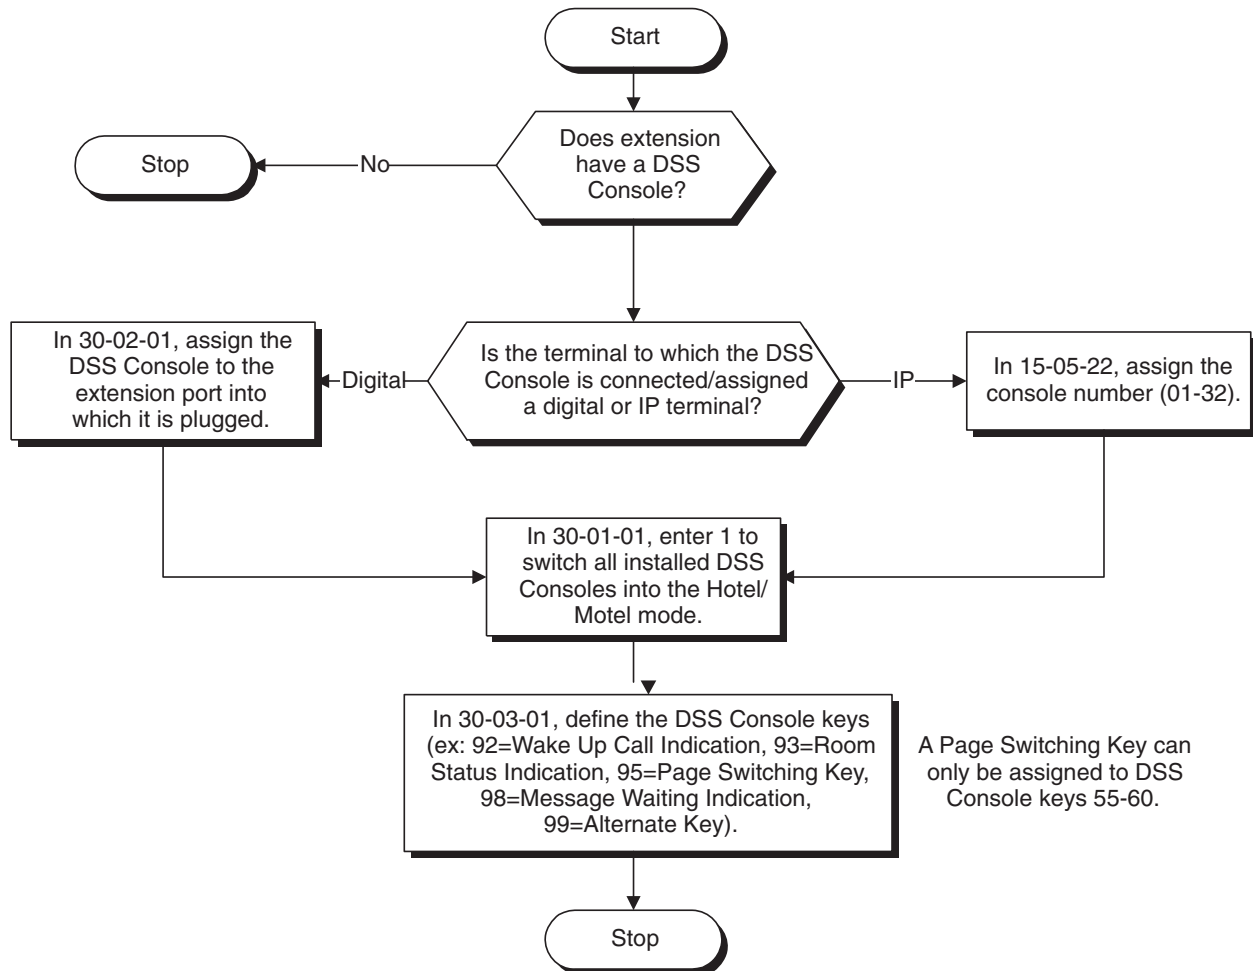 Start
Does extension
have a DSS
Console?
No
Stop
Is the terminal to which the DSS
Console is connected/assigned
a digital or IP terminal?
Digital
In 30-02-01, assign the
DSS Console to the
extension port into
which it is plugged.
IP
In 15-05-22, assign the
console number (01-32).
In 30-01-01, enter 1 to
switch all installed DSS
Consoles into the Hotel/
Motel mode.
In 30-03-01, define the DSS Console keys
(ex: 92=Wake Up Call Indication, 93=Room
Status Indication, 95=Page Switching Key,
98=Message Waiting Indication,
99=Alternate Key).
A Page Switching Key can
only be assigned to DSS
Console keys 55-60.
Stop